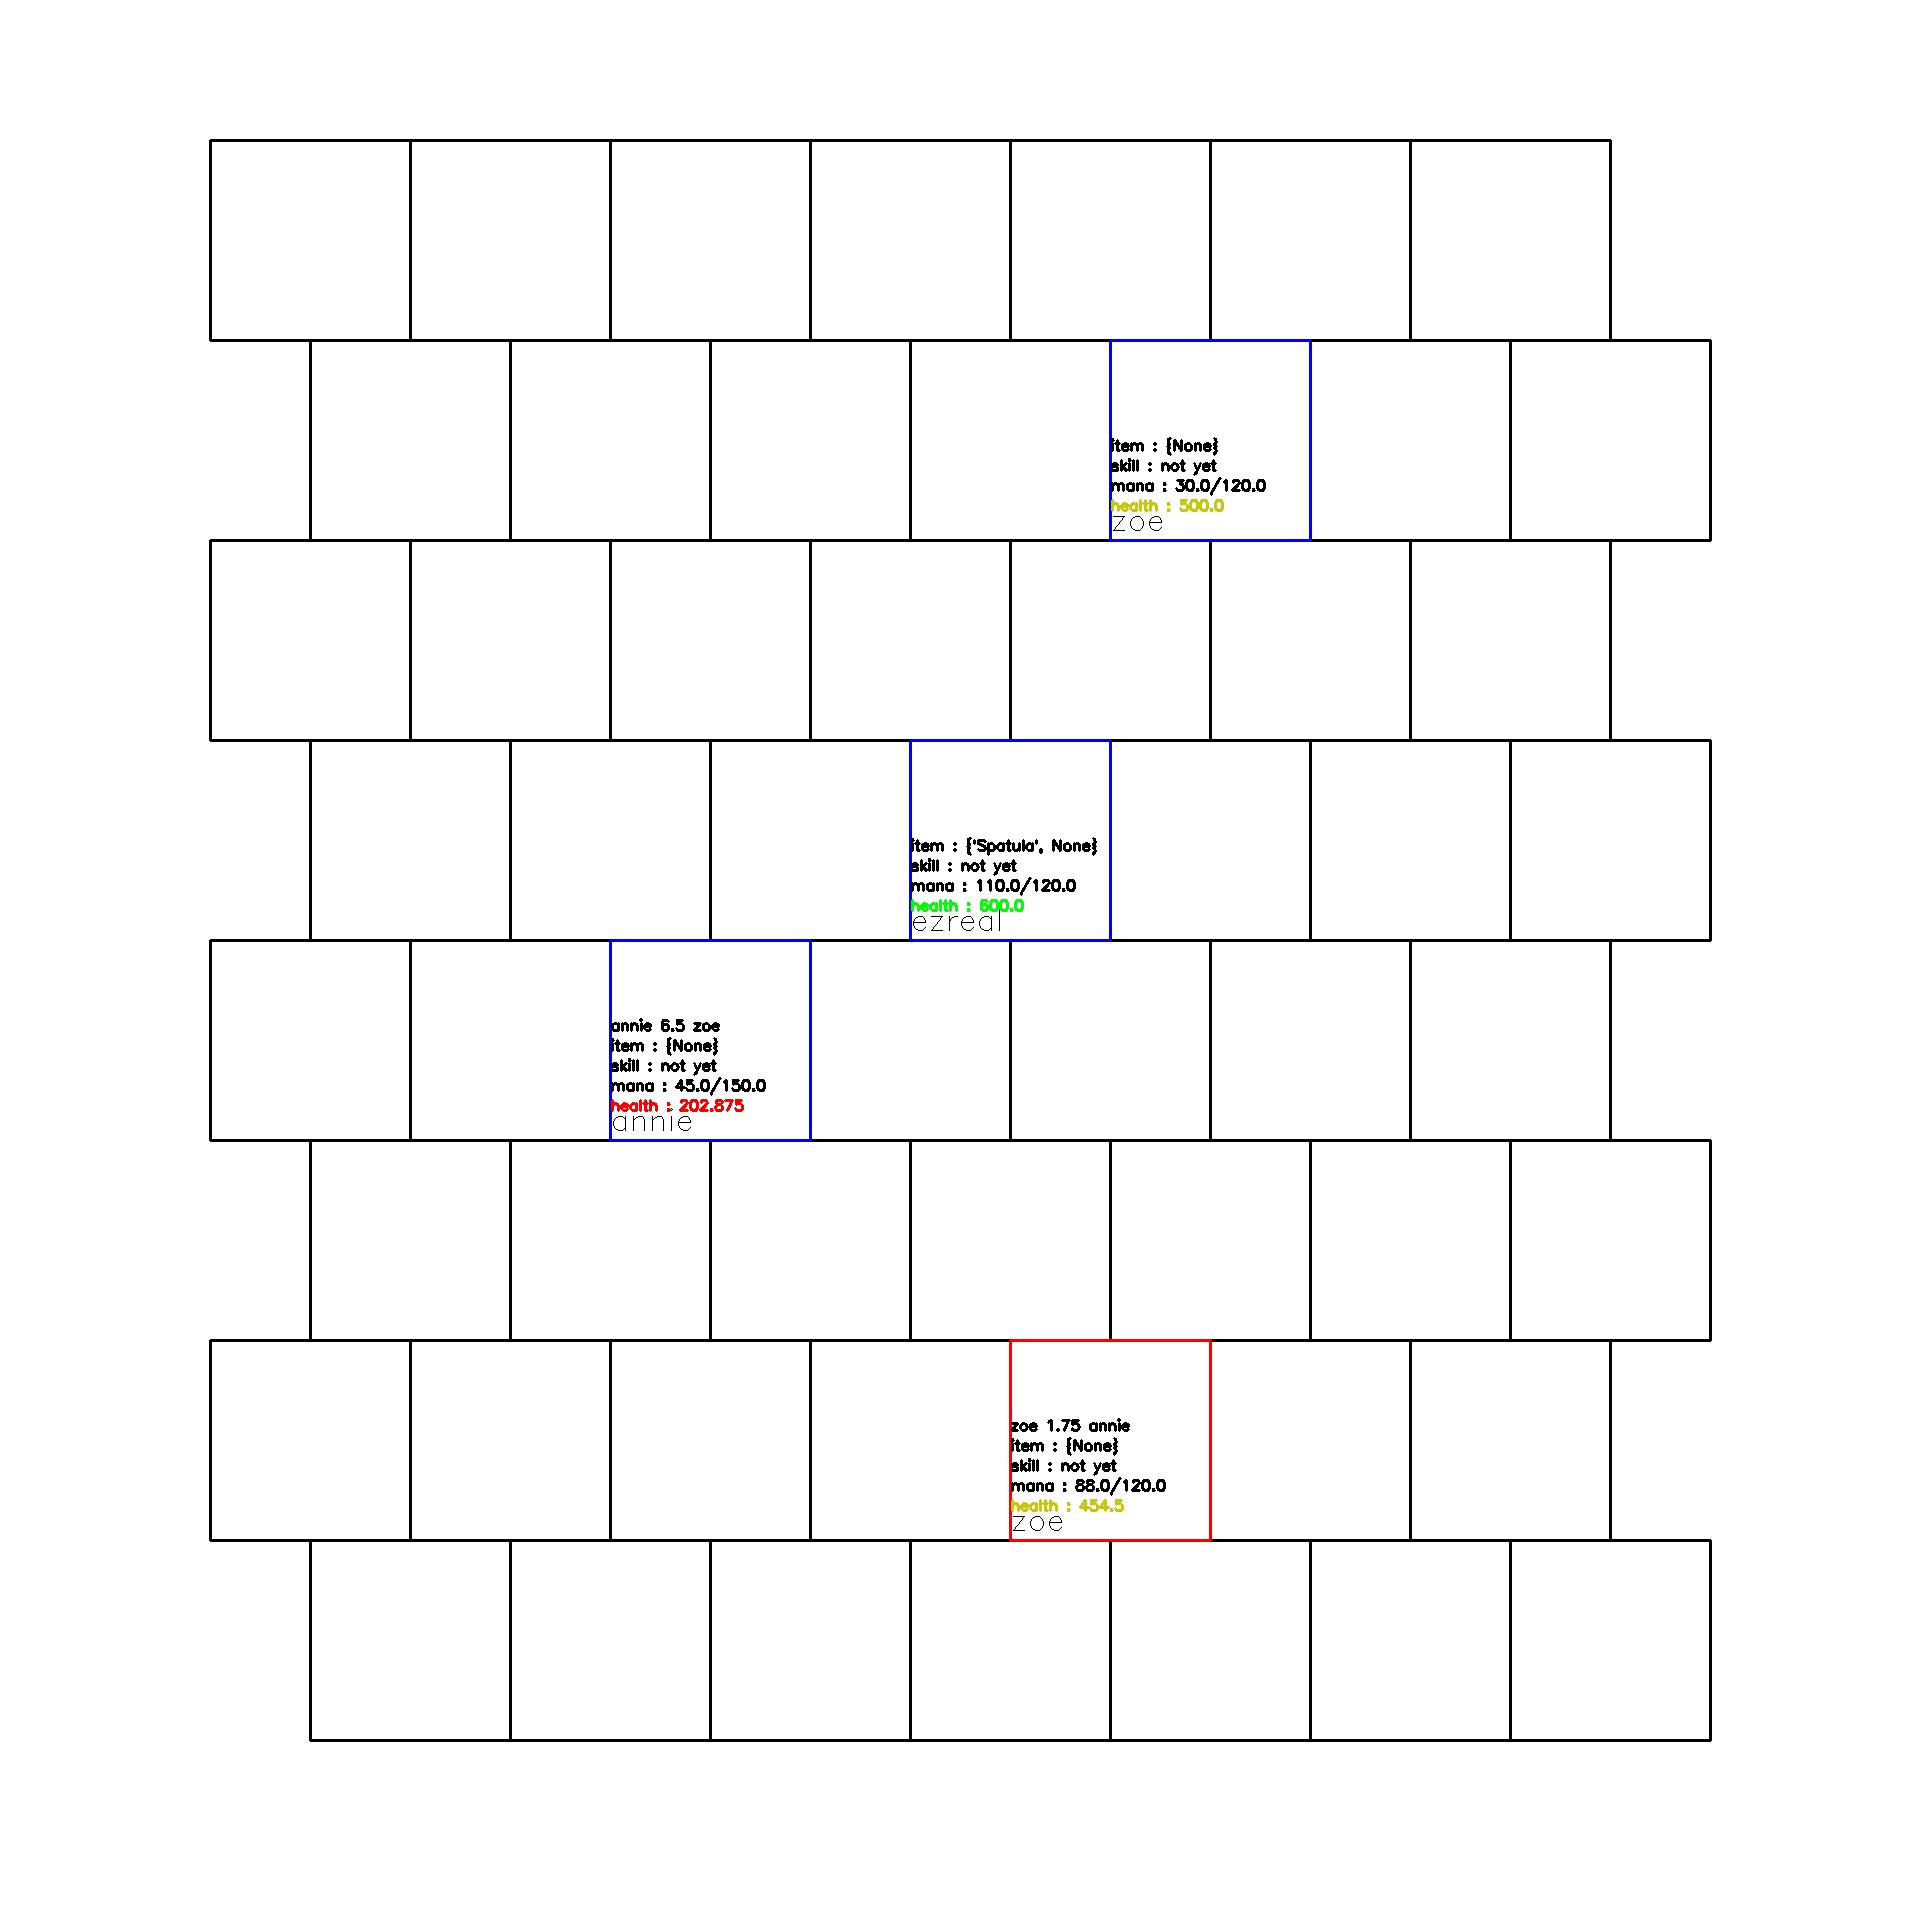 item : {None}
skill : not yet
mana : 30.0/120.0
health : 500.0
zoe
item : {'Spatula', None}
skill : not yet
mana : 110.0/120.0
health : 600.0
ezreal
annie 6.5 zoe
item : {None}
skill : not yet
mana : 45.0/150.0
health : 202.875
annie
zoe 1.75 annie
item : {None}
skill : not yet
mana : 88.0/120.0
health : 454.5
zoe